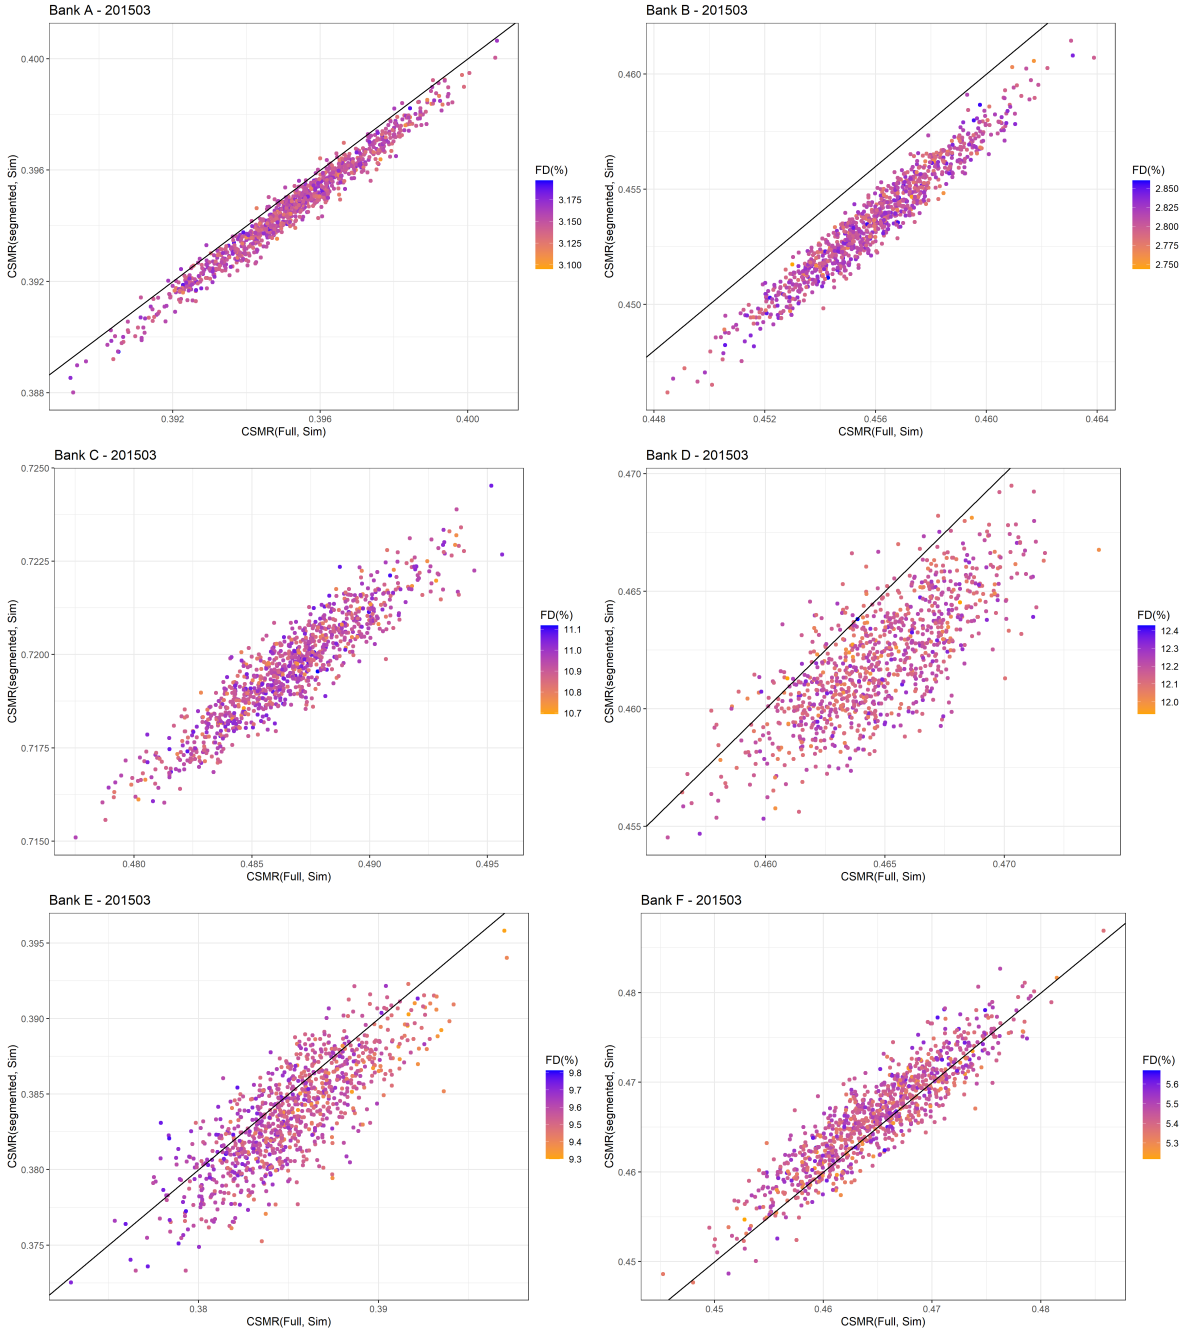 Bank A - 201503
0.400
0.396
0.392
0.388
CSMR(segmented, Sim)
0.392 0.396 0.400
CSMR(Full, Sim)
FD(%)
3.175
3.150
3.125
3.100
Bank B - 201503
0.460
0.455
0.450
CSMR(segmented, Sim)
0.448 0.452 0.456 0.460 0.464
CSMR(Full, Sim)
FD(%)
2.850
2.825
2.800
2.775
2.750
Bank C - 201503
0.7250
0.7225
0.7200
0.7175
0.7150
CSMR(segmented, Sim)
0.480 0.485 0.490 0.495
CSMR(Full, Sim)
FD(%)
11.1
11.0
10.9
10.8
10.7
Bank D - 201503
0.470
0.465
0.460
0.455
CSMR(segmented, Sim)
0.460 0.465 0.470
CSMR(Full, Sim)
FD(%)
12.4
12.3
12.2
12.1
12.0
Bank E - 201503
0.395
0.390
0.385
0.380
0.375
CSMR(segmented, Sim)
0.38 0.39
CSMR(Full, Sim)
FD(%)
9.8
9.7
9.6
9.5
9.4
9.3
Bank F - 201503
0.48
0.47
0.46
0.45
CSMR(segmented, Sim)
0.45 0.46 0.47 0.48
CSMR(Full, Sim)
FD(%)
5.6
5.5
5.4
5.3